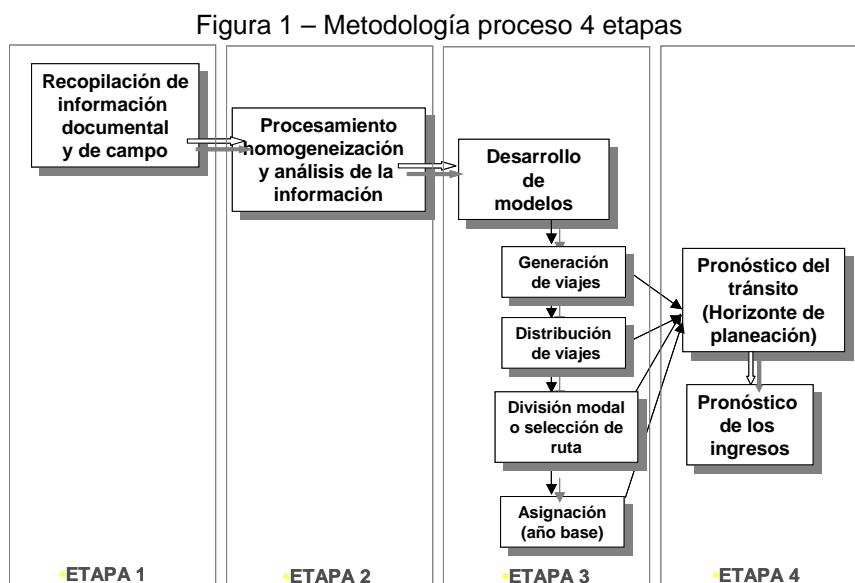 Figura 1 – Metodología proceso 4 etapas
Recopilación de
información
documental
y de campo
Procesamiento
homogeneización
y análisis de la
información
Desarrollo
de
modelos
Generación
de viajes
Distribución
de viajes
División modal
o selección de
ruta
Asignación
(año base)
Pronóstico del
tránsito
(Horizonte de
planeación)
Pronóstico
de los
ingresos
•ETAPA 1
•ETAPA 2
•ETAPA 3
•ETAPA 4